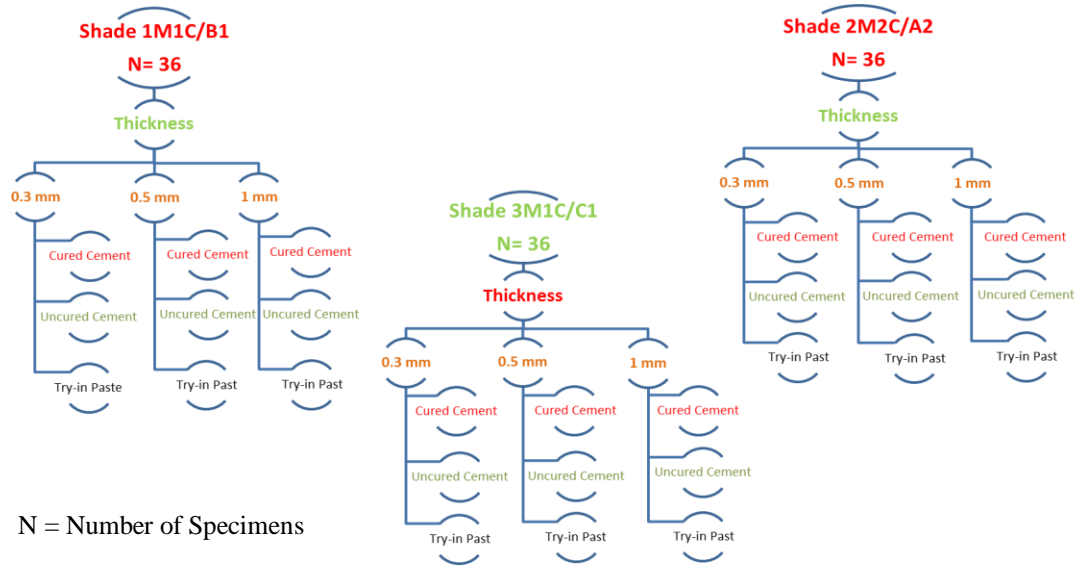 Shade 1M1C/B1
N= 36
Thickness
0.3 mm
0.5 mm
1 mm
Cured Cement
Cured Cement
Cured Cement
Uncured Cement
Uncured Cement
Uncured Cement
Try-in Paste
Try-in Past
Try-in Past
Shade 3M1C/C1
N= 36
Thickness
0.3 mm
0.5 mm
1 mm
Cured Cement
Cured Cement
Cured Cement
Uncured Cement
Uncured Cement
Uncured Cement
Try-in Past
Try-in Past
Try-in Past
Shade 2M2C/A2
N= 36
Thickness
0.3 mm
0.5 mm
1 mm
Cured Cement
Cured Cement
Cured Cement
Uncured Cement
Uncured Cement
Uncured Cement
Try-in Past
Try-in Past
Try-in Past
N = Number of Specimens